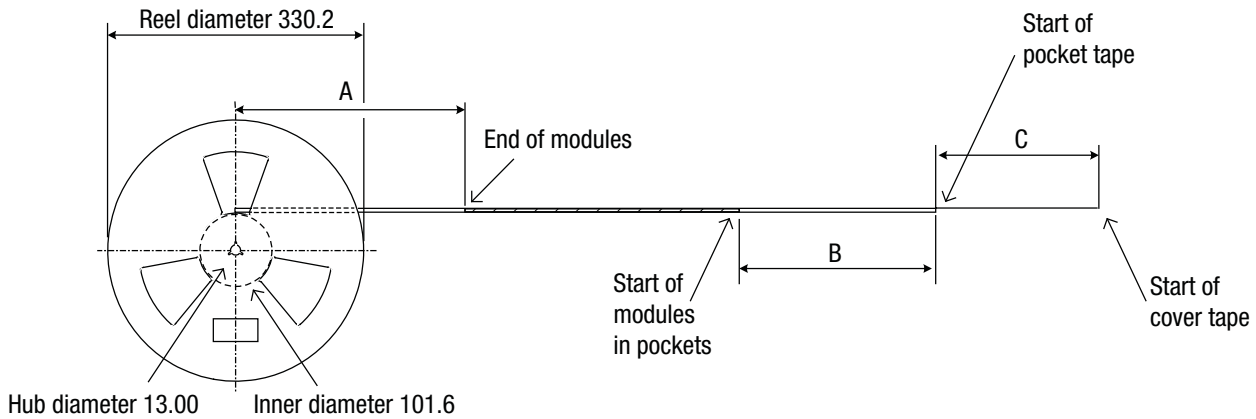 Reel diameter 330.2
Start of
pocket tape
A
End of modules
C
B
Start of
modules
in pockets
Start of
cover tape
Hub diameter 13.00
Inner diameter 101.6